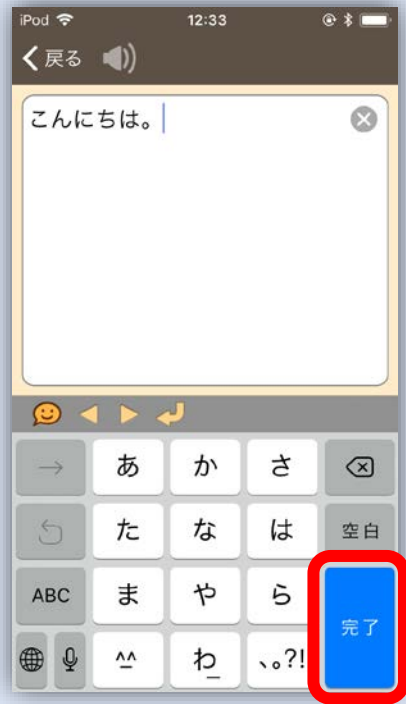 iPod 12:33
戻る
こんにちは。
→ あ か さ
た な は 空白
ABC ま や ら 完了
^^ わ_ 、。?!